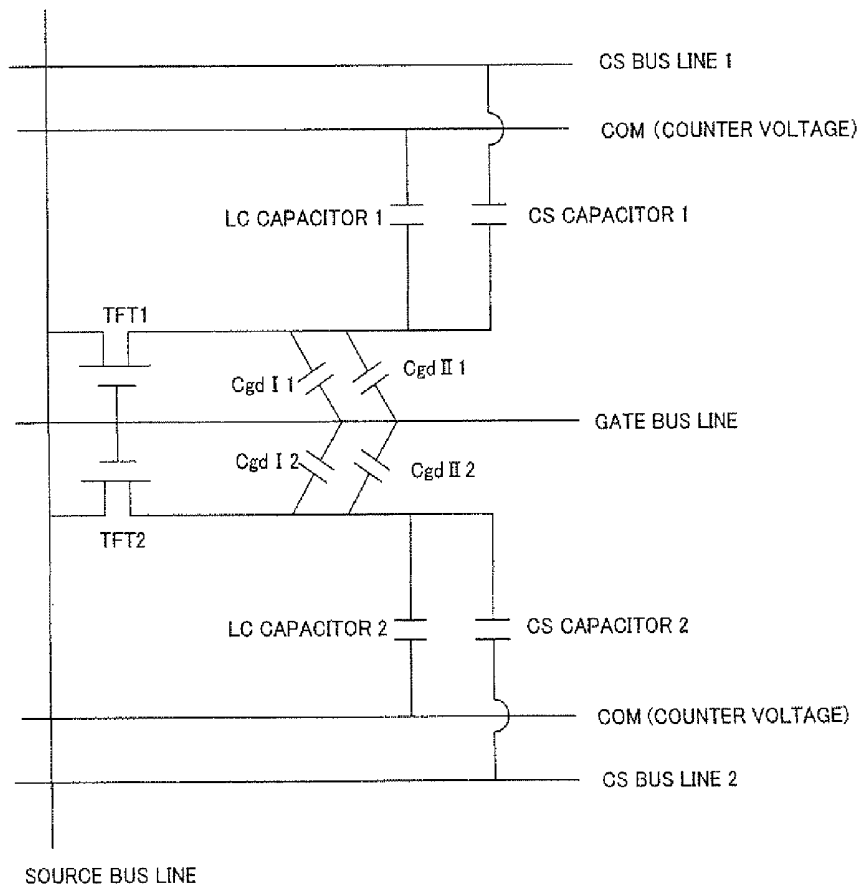 CS BUS LINE 1
COM (COUNTER VOLTAGE)
LC CAPACITOR 1
CS CAPACITOR 1
TFT1
Cgd Ⅰ 1
Cgd Ⅱ 1
GATE BUS LINE
Cgd Ⅰ 2
Cgd Ⅱ 2
TFT2
LC CAPACITOR 2
CS CAPACITOR 2
COM (COUNTER VOLTAGE)
CS BUS LINE 2
SOURCE BUS LINE